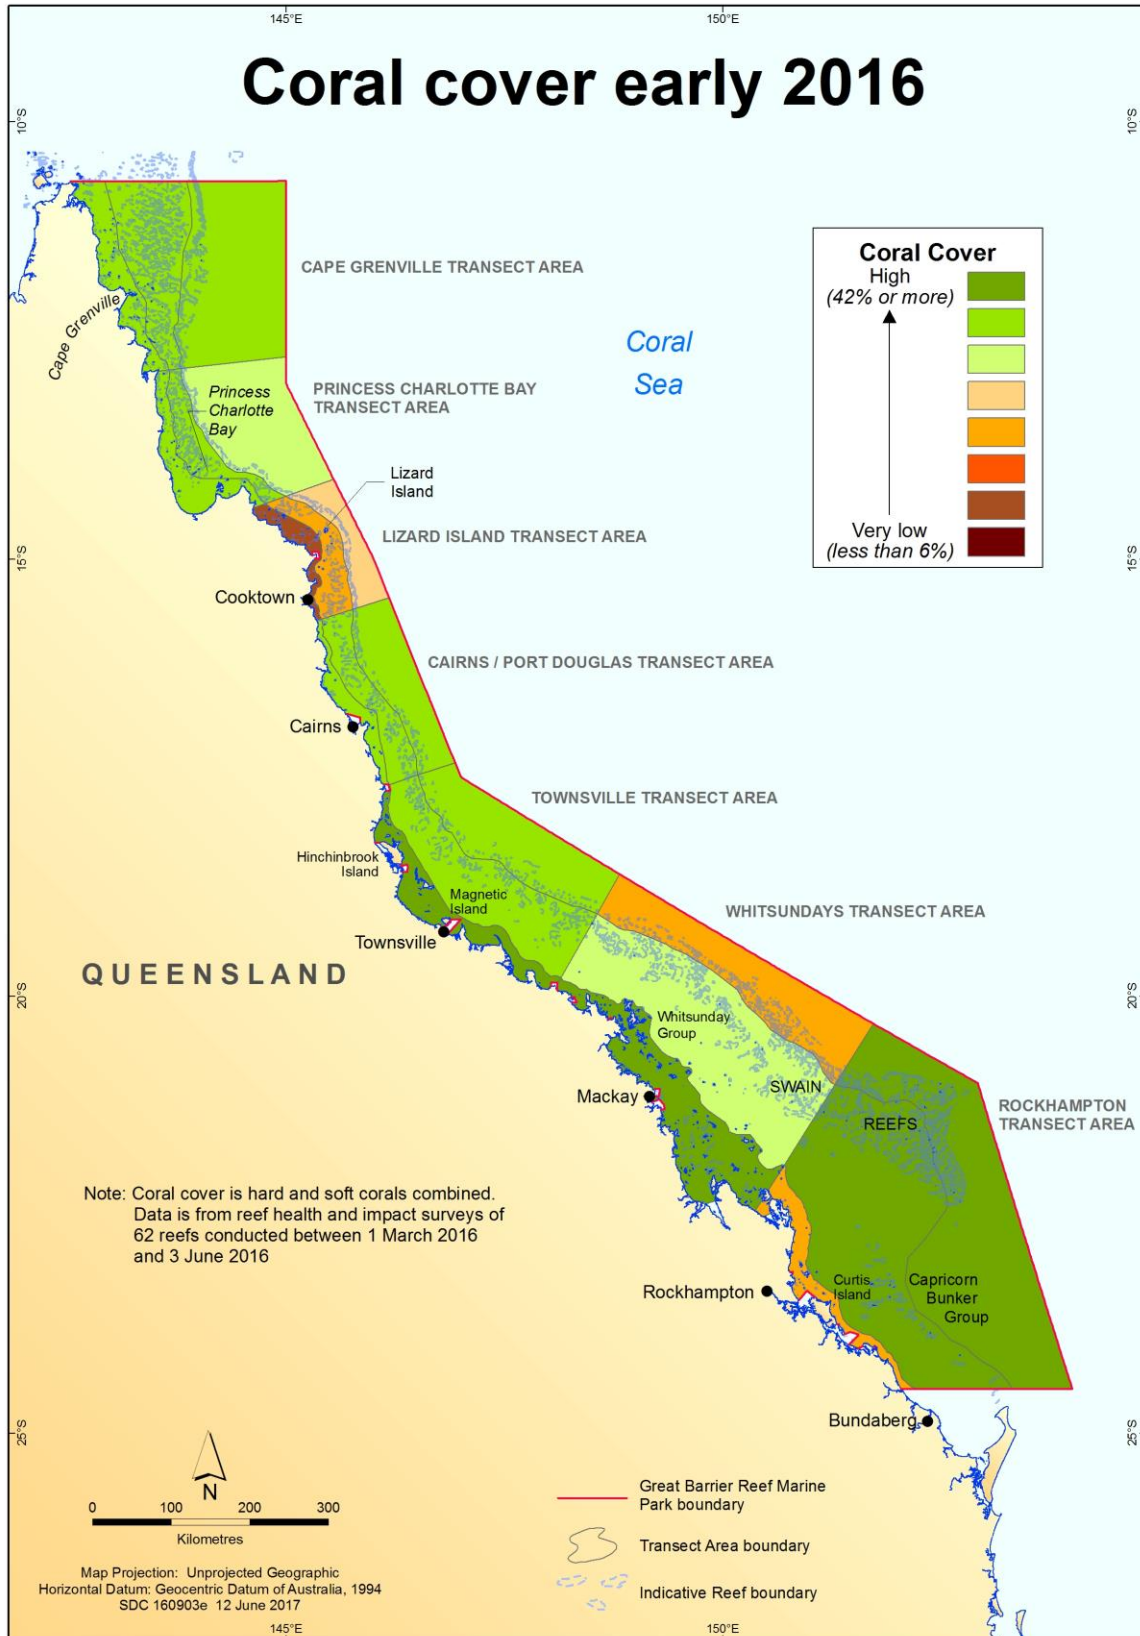 145°E
150°E
Coral cover early 2016
10°S
10°S
CAPE GRENVILLE TRANSECT AREA
Cape Grenville
Coral
Sea
Coral Cover
High
(42% or more)
Very low
(less than 6%)
PRINCESS CHARLOTTE BAY
TRANSECT AREA
Princess
Charlotte
Bay
Lizard
Island
LIZARD ISLAND TRANSECT AREA
15°S
15°S
Cooktown
CAIRNS / PORT DOUGLAS TRANSECT AREA
Cairns
TOWNSVILLE TRANSECT AREA
Hinchinbrook
Island
Magnetic
Island
Townsville
WHITSUNDAYS TRANSECT AREA
QUEENSLAND
20°S
20°S
Whitsunday
Group
Mackay
SWAIN
REEFS
ROCKHAMPTON
TRANSECT AREA
Note: Coral cover is hard and soft corals combined.
Data is from reef health and impact surveys of
62 reefs conducted between 1 March 2016
and 3 June 2016
Rockhampton
Curtis
Island
Capricorn
Bunker
Group
Bundaberg
25°S
25°S
N
0 100 200 300
Kilometres
Map Projection: Unprojected Geographic
Horizontal Datum: Geocentric Datum of Australia, 1994
SDC 160903e 12 June 2017
Great Barrier Reef Marine
Park boundary
Transect Area boundary
Indicative Reef boundary
145°E
150°E